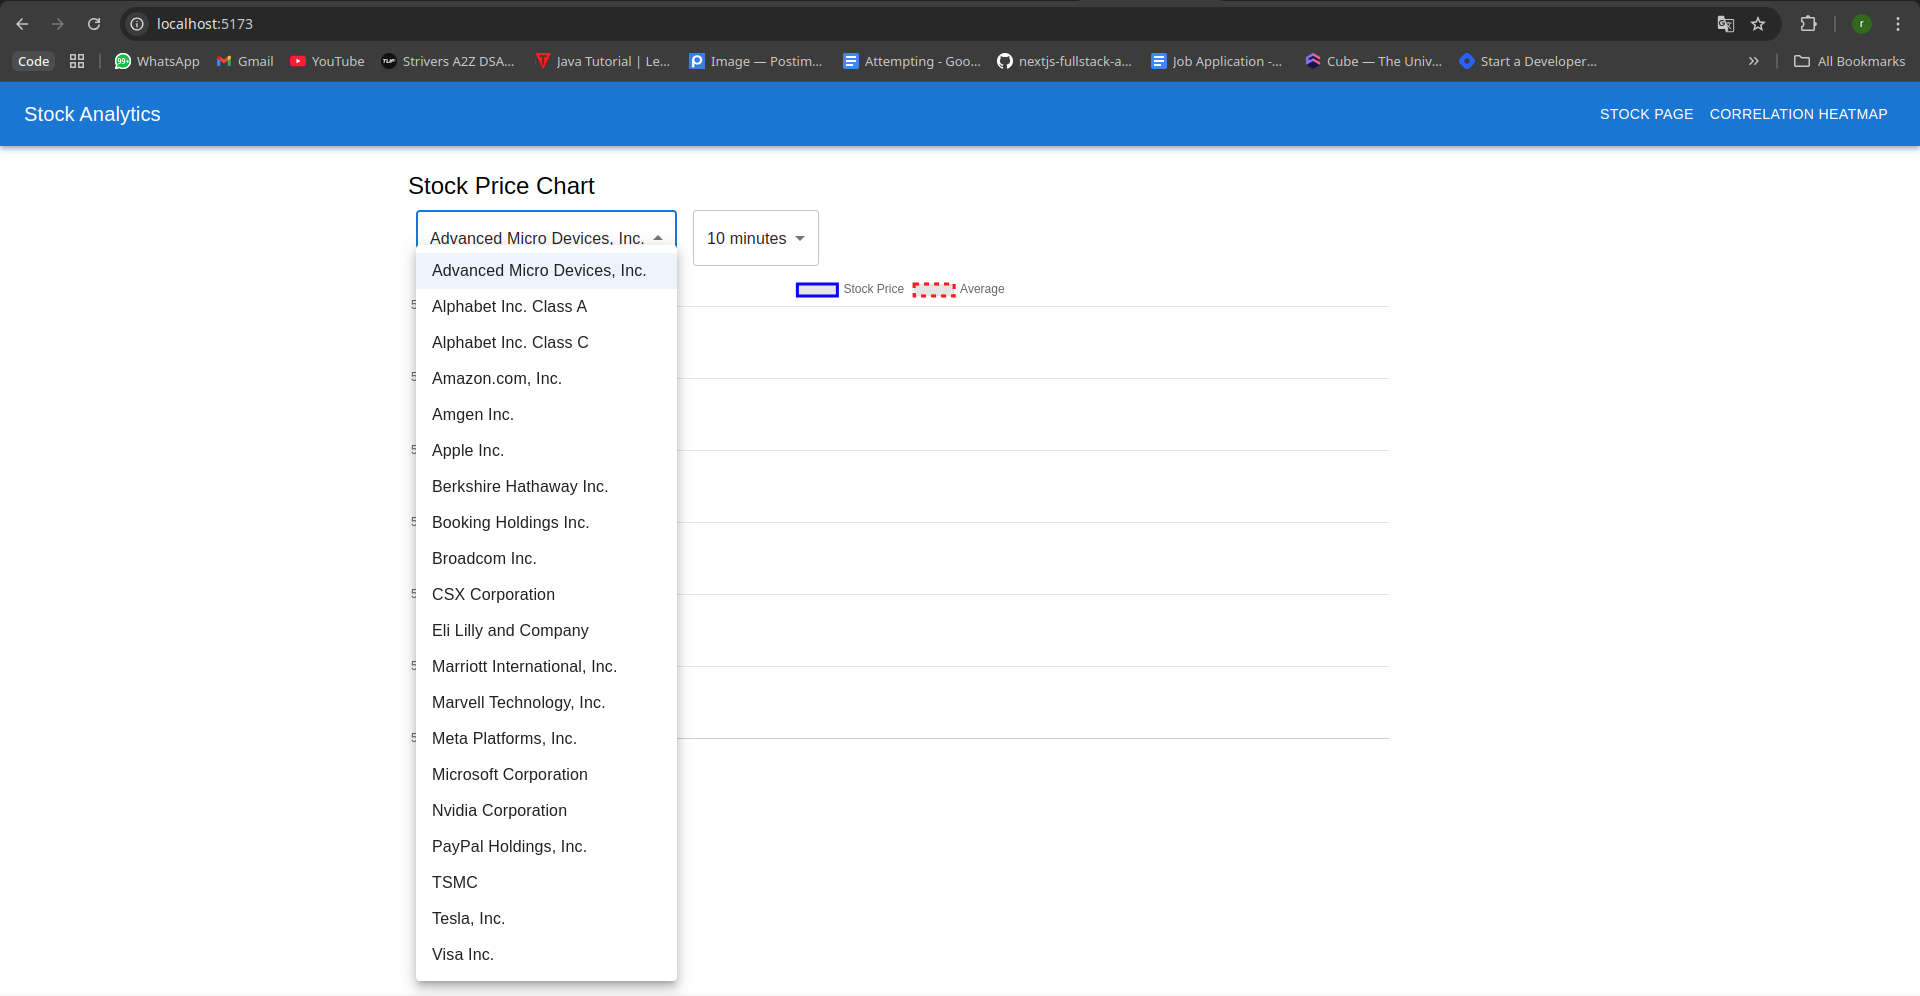 localhost:5173
r
Code
99+ WhatsApp
Gmail
YouTube
TUF Strivers A2Z DSA...
Java Tutorial | Le...
Image — Postim...
Attempting - Goo...
nextjs-fullstack-a...
Job Application -...
Cube — The Univ...
Start a Developer...
All Bookmarks
Stock Analytics
STOCK PAGE
CORRELATION HEATMAP
Stock Price Chart
Advanced Micro Devices, Inc.
10 minutes
Stock Price
Average
Advanced Micro Devices, Inc.
Alphabet Inc. Class A
Alphabet Inc. Class C
Amazon.com, Inc.
Amgen Inc.
Apple Inc.
Berkshire Hathaway Inc.
Booking Holdings Inc.
Broadcom Inc.
CSX Corporation
Eli Lilly and Company
Marriott International, Inc.
Marvell Technology, Inc.
Meta Platforms, Inc.
Microsoft Corporation
Nvidia Corporation
PayPal Holdings, Inc.
TSMC
Tesla, Inc.
Visa Inc.